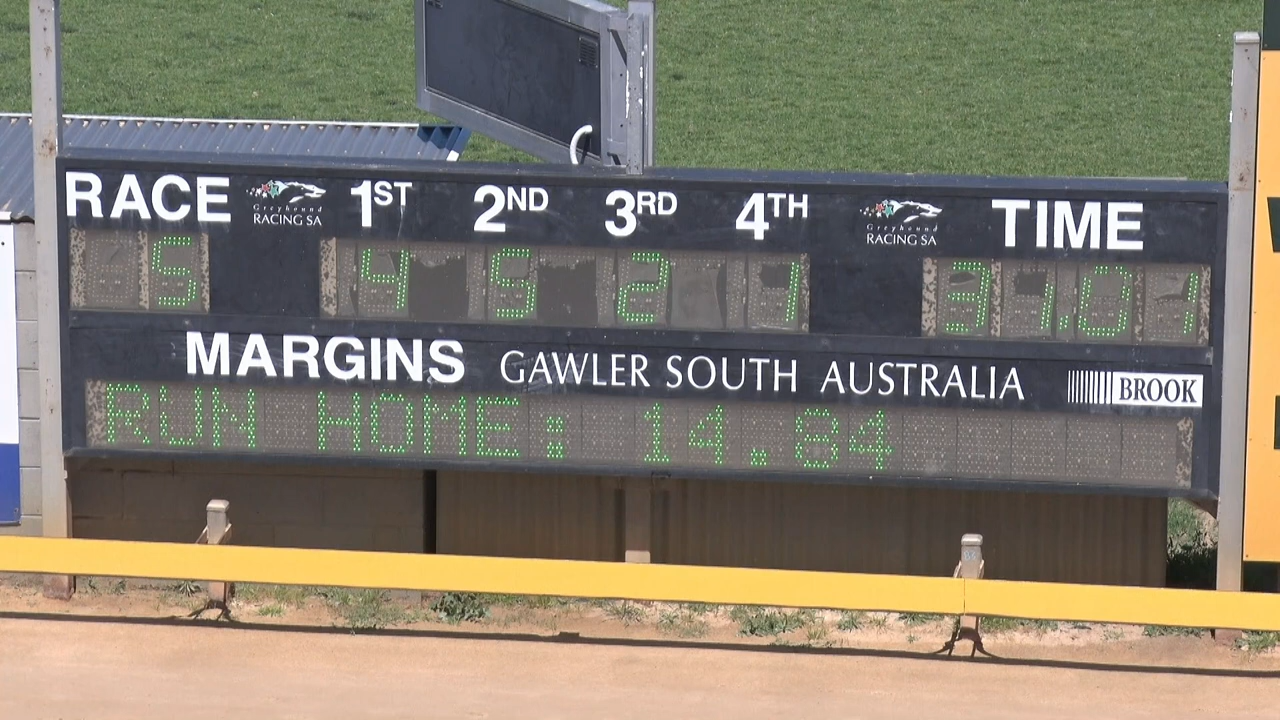 RACE Greyhound RACING SA 1ST 2ND 3RD 4TH Greyhound RACING SA TIME
5 4 5 2 1 31.01
MARGINS GAWLER SOUTH AUSTRALIA BROOK
RUN HOME: 14.84